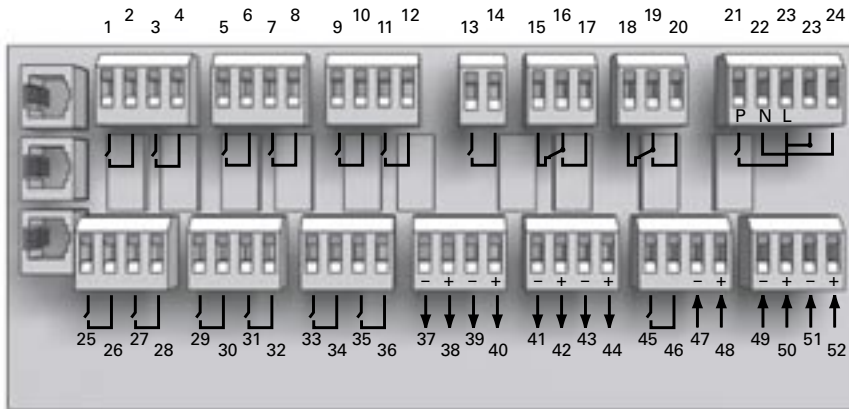 1 2 3 4 5 6 7 8 9 10 11 12 13 14 15 16 17 18 19 20 21 22 23 23 24
P N L
− + − + − + − + − + − + − +
25 26 27 28 29 30 31 32 33 34 35 36 37 38 39 40 41 42 43 44 45 46 47 48 49 50 51 52